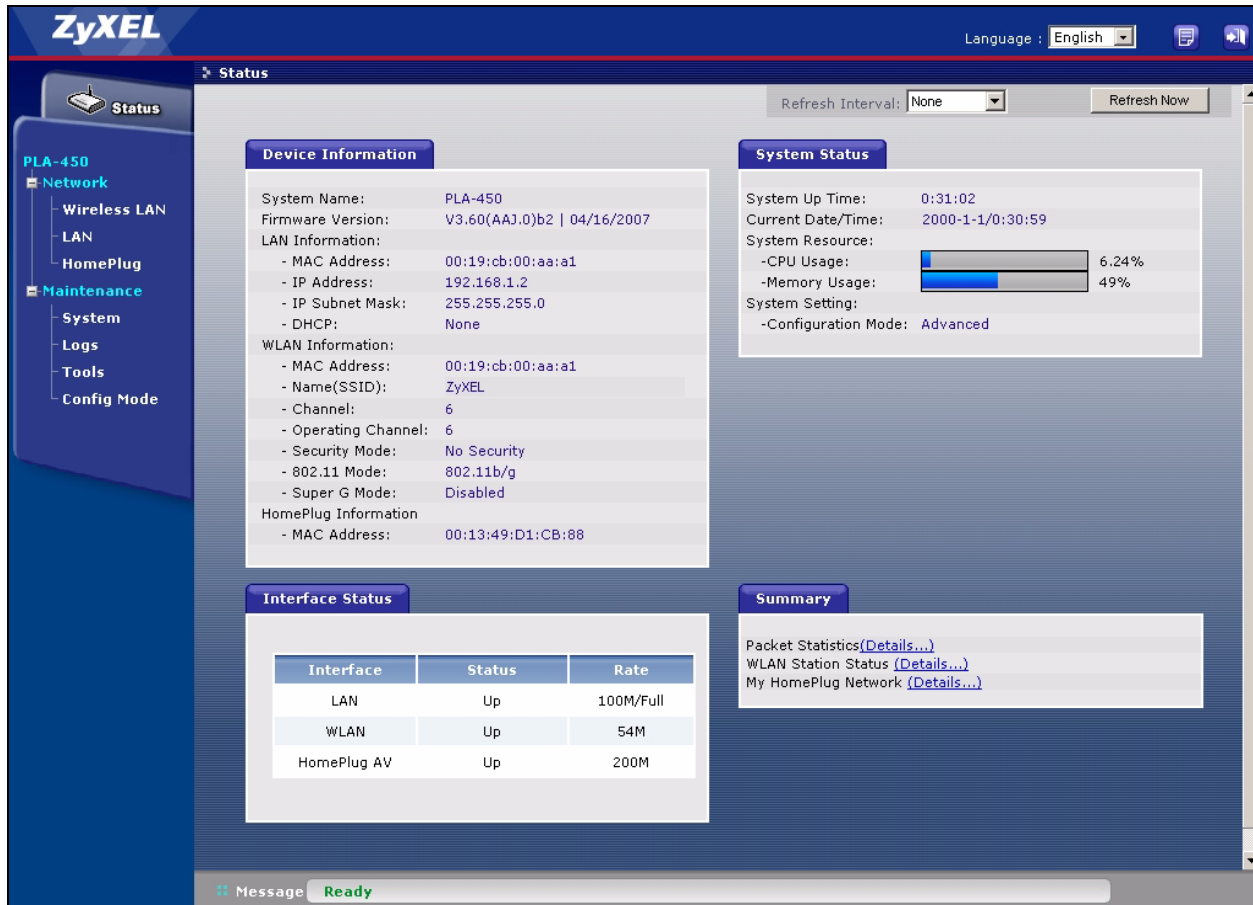 ZyXEL
Language : English
Status
Status
Refresh Interval: None Refresh Now
PLA-450
Network
Wireless LAN
LAN
HomePlug
Maintenance
System
Logs
Tools
Config Mode
Device Information
System Name: PLA-450
Firmware Version: V3.60(AAJ.0)b2 | 04/16/2007
LAN Information:
- MAC Address: 00:19:cb:00:aa:a1
- IP Address: 192.168.1.2
- IP Subnet Mask: 255.255.255.0
- DHCP: None
WLAN Information:
- MAC Address: 00:19:cb:00:aa:a1
- Name(SSID): ZyXEL
- Channel: 6
- Operating Channel: 6
- Security Mode: No Security
- 802.11 Mode: 802.11b/g
- Super G Mode: Disabled
HomePlug Information
- MAC Address: 00:13:49:D1:CB:88
System Status
System Up Time: 0:31:02
Current Date/Time: 2000-1-1/0:30:59
System Resource:
-CPU Usage: 6.24%
-Memory Usage: 49%
System Setting:
-Configuration Mode: Advanced
Interface Status
Interface Status Rate
LAN Up 100M/Full
WLAN Up 54M
HomePlug AV Up 200M
Summary
Packet Statistics(Details...)
WLAN Station Status (Details...)
My HomePlug Network (Details...)
Message Ready